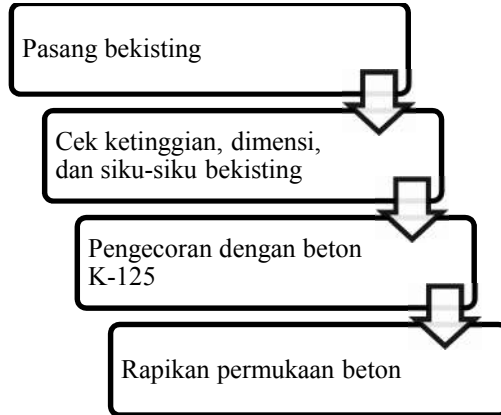 Pasang bekisting
Cek ketinggian, dimensi,
dan siku-siku bekisting
Pengecoran dengan beton
K-125
Rapikan permukaan beton